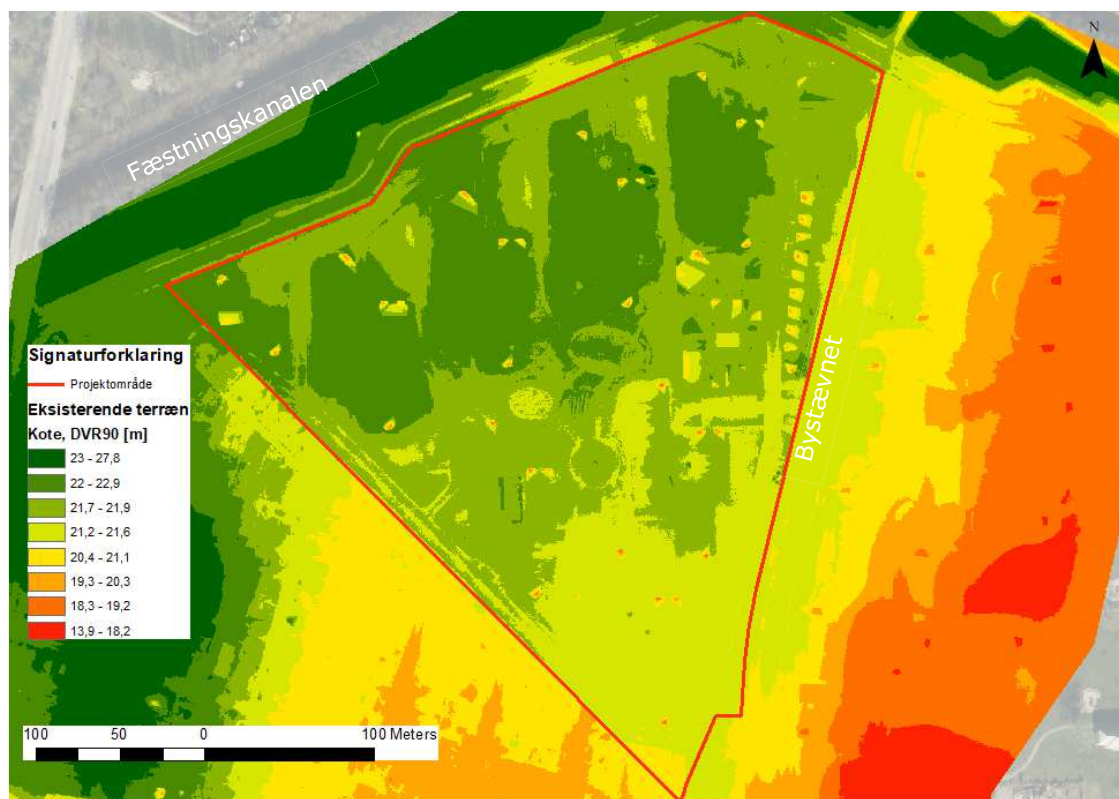 N
Fæstningskanalen
Bystævnet
Signaturforklaring
Projektområde
Eksisterende terræn
Kote, DVR90 [m]
23 - 27,8
22 - 22,9
21,7 - 21,9
21,2 - 21,6
20,4 - 21,1
19,3 - 20,3
18,3 - 19,2
13,9 - 18,2
100 50 0 100 Meters